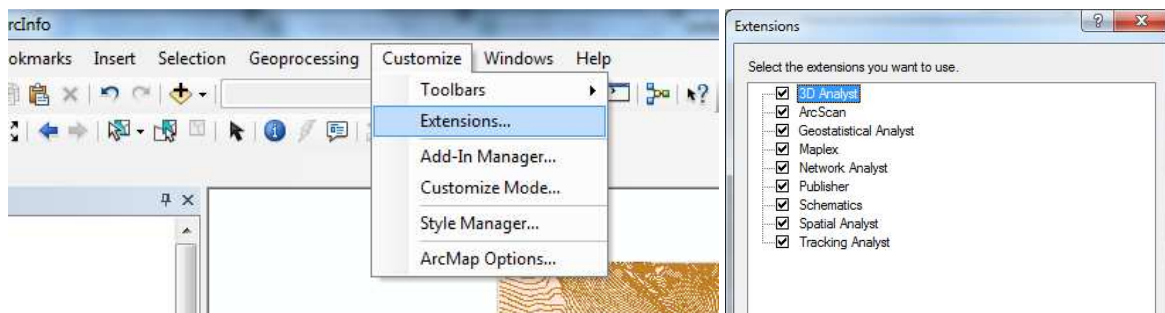 rcInfo
okmarks Insert Selection Geoprocessing Customize Windows Help
Toolbars
Extensions...
Add-In Manager...
Customize Mode...
Style Manager...
ArcMap Options...
Extensions
Select the extensions you want to use.
3D Analyst
ArcScan
Geostatistical Analyst
Maplex
Network Analyst
Publisher
Schematics
Spatial Analyst
Tracking Analyst